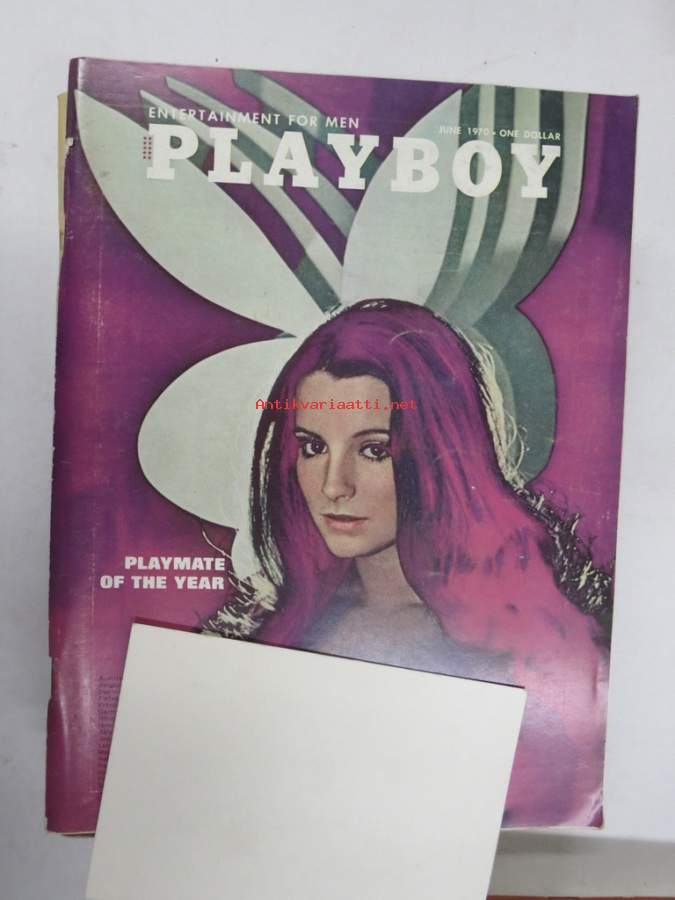 ENTERTAINMENT FOR MEN
JUNE 1970 • ONE DOLLAR
PLAYBOY
Antikvariaatti.net
PLAYMATE
OF THE YEAR